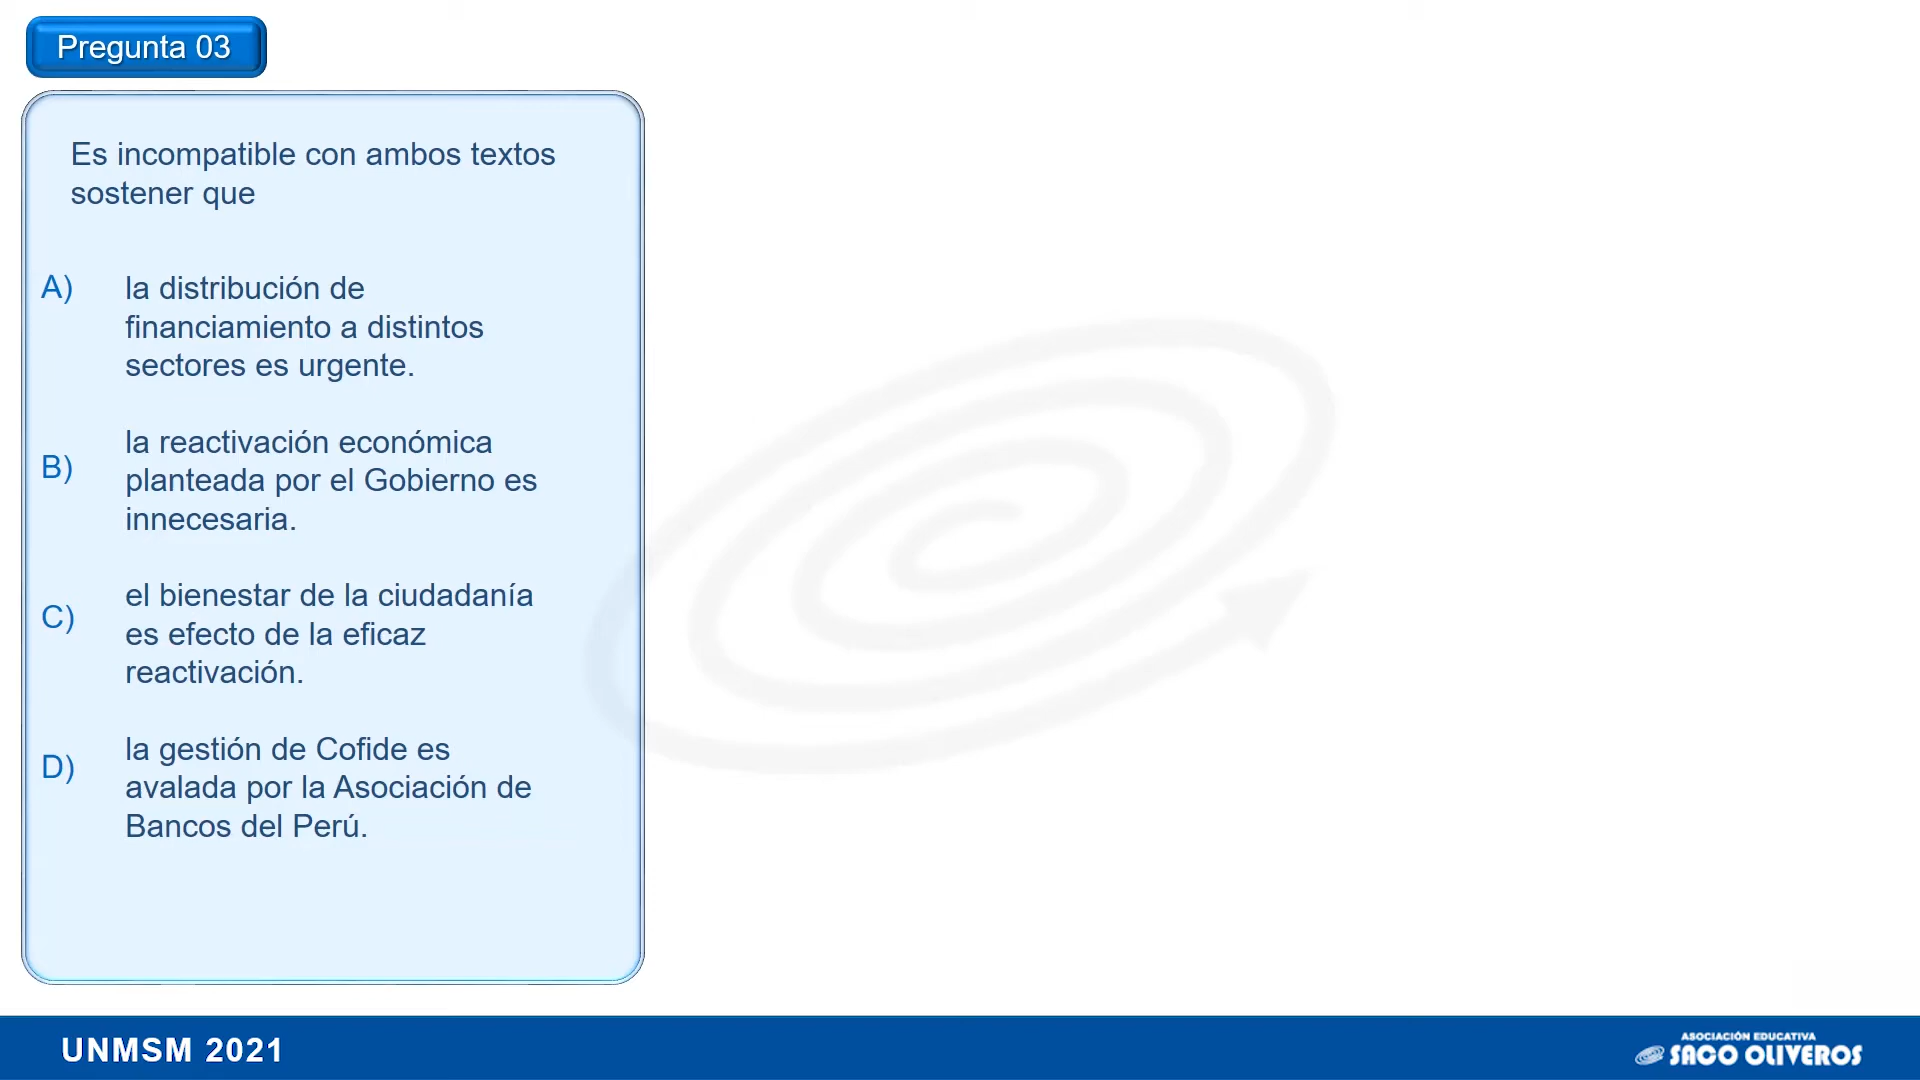 Pregunta 03
Es incompatible con ambos textos
sostener que
A) la distribución de
financiamiento a distintos
sectores es urgente.
B) la reactivación económica
planteada por el Gobierno es
innecesaria.
C) el bienestar de la ciudadanía
es efecto de la eficaz
reactivación.
D) la gestión de Cofide es
avalada por la Asociación de
Bancos del Perú.
UNMSM 2021
ASOCIACIÓN EDUCATIVA
SACO OLIVEROS